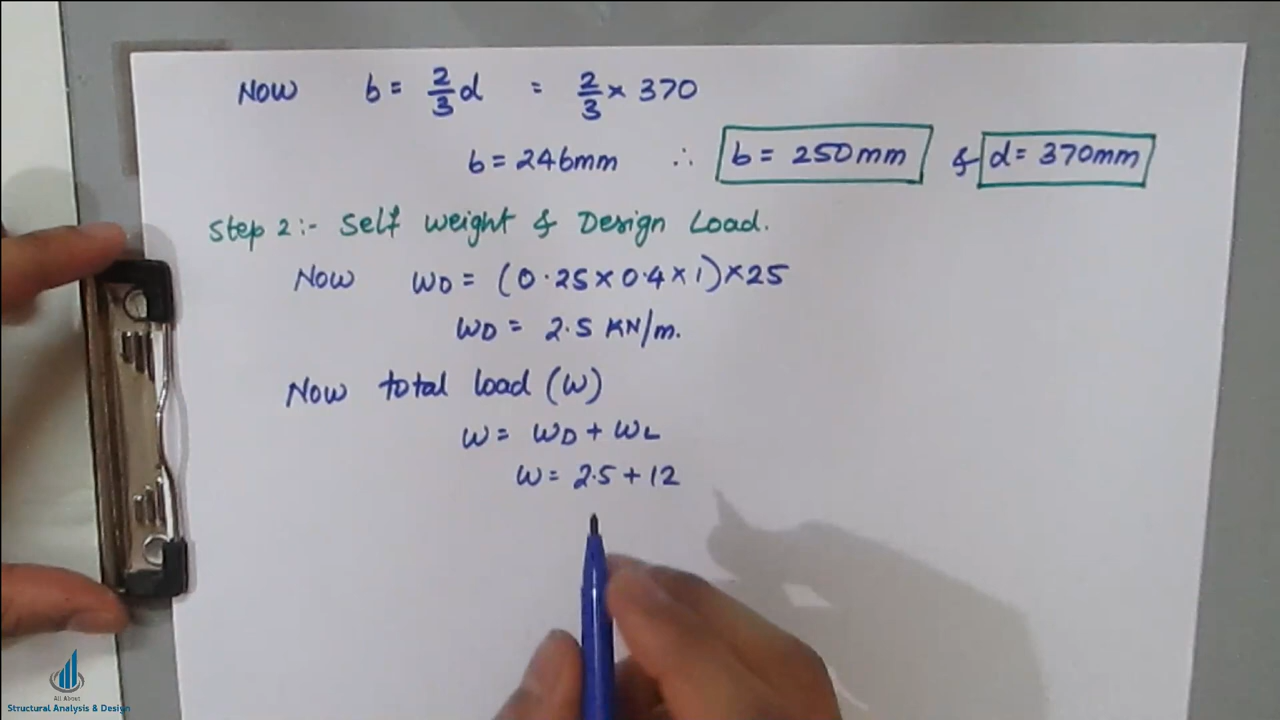 Now b = 2/3 d = 2/3 × 370
b = 246mm ∴ b = 250mm & d = 370mm
Step 2:- Self weight & Design Load.
Now WD = (0.25 × 0.4 × 1) × 25
WD = 2.5 KN/m.
Now total load (W)
W = WD + WL
W = 2.5 + 12
All About
Structural Analysis & Design